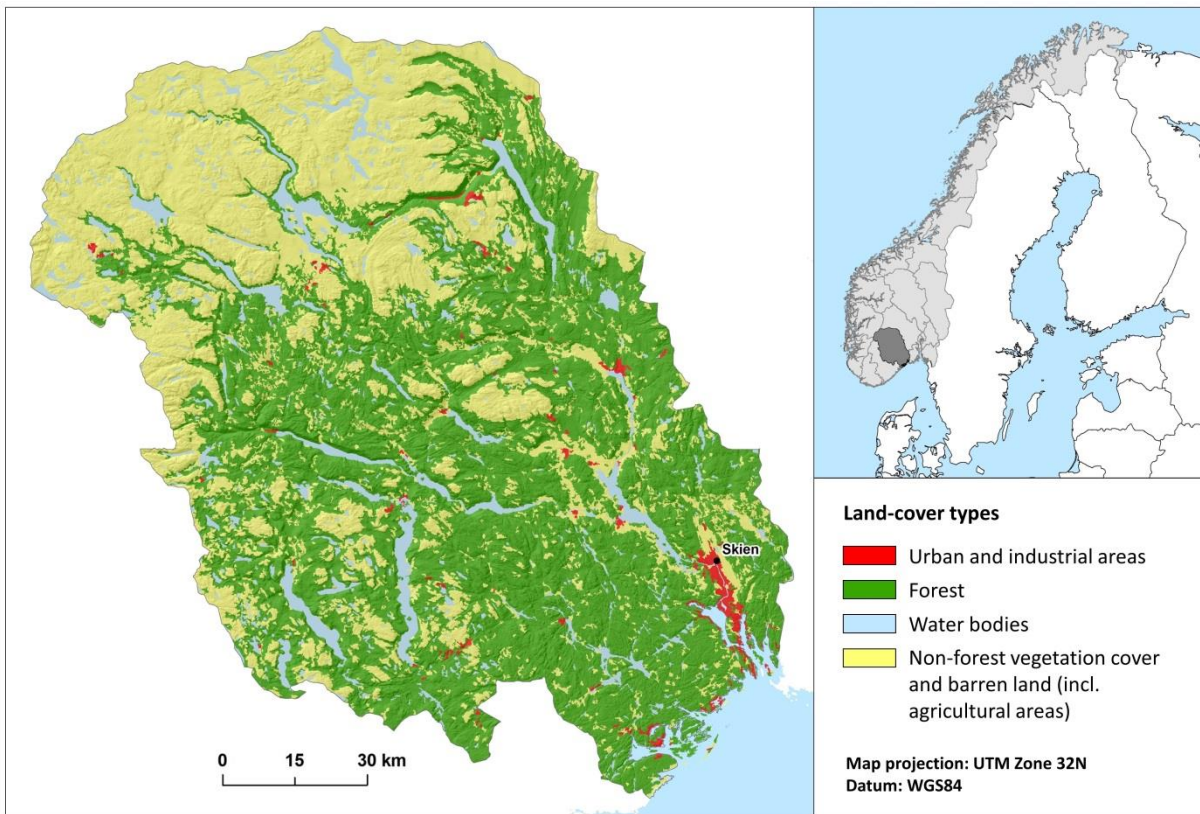 Skien
0 15 30 km
Land-cover types
Urban and industrial areas
Forest
Water bodies
Non-forest vegetation cover
and barren land (incl.
agricultural areas)
Map projection: UTM Zone 32N
Datum: WGS84